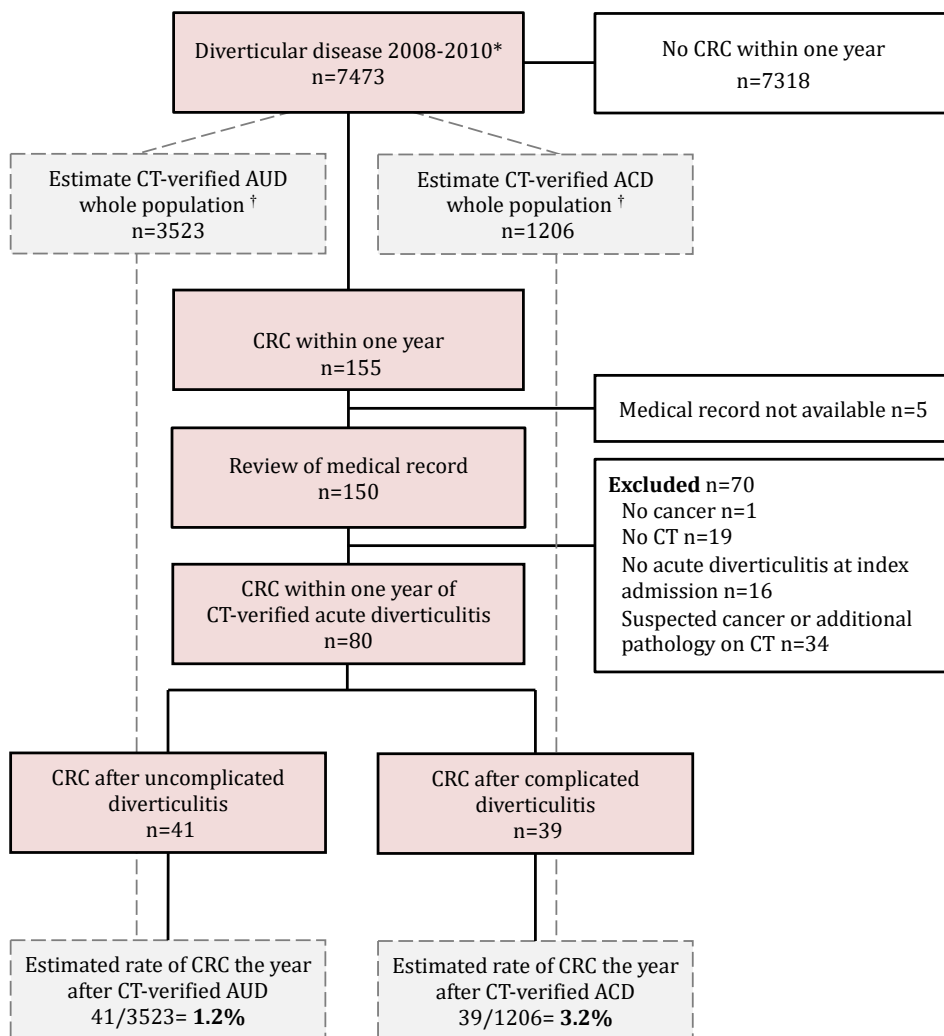 Diverticular disease 2008-2010*
n=7473
No CRC within one year
n=7318
Estimate CT-verified AUD
whole population †
n=3523
Estimate CT-verified ACD
whole population †
n=1206
CRC within one year
n=155
Medical record not available n=5
Review of medical record
n=150
Excluded n=70
No cancer n=1
No CT n=19
No acute diverticulitis at index
admission n=16
Suspected cancer or additional
pathology on CT n=34
CRC within one year of
CT-verified acute diverticulitis
n=80
CRC after uncomplicated
diverticulitis
n=41
CRC after complicated
diverticulitis
n=39
Estimated rate of CRC the year
after CT-verified AUD
41/3523= 1.2%
Estimated rate of CRC the year
after CT-verified ACD
39/1206= 3.2%